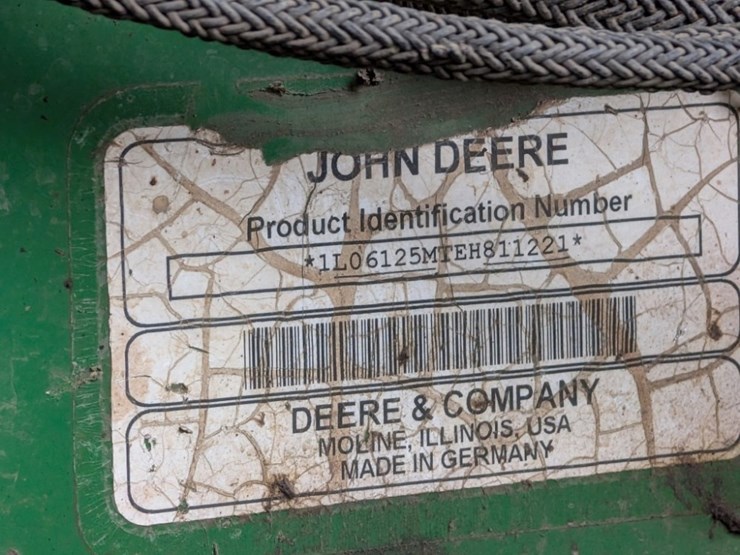 JOHN DEERE
Product Identification Number
*1L06125MTEH811221*
DEERE & COMPANY
MOLINE, ILLINOIS, USA
MADE IN GERMANY